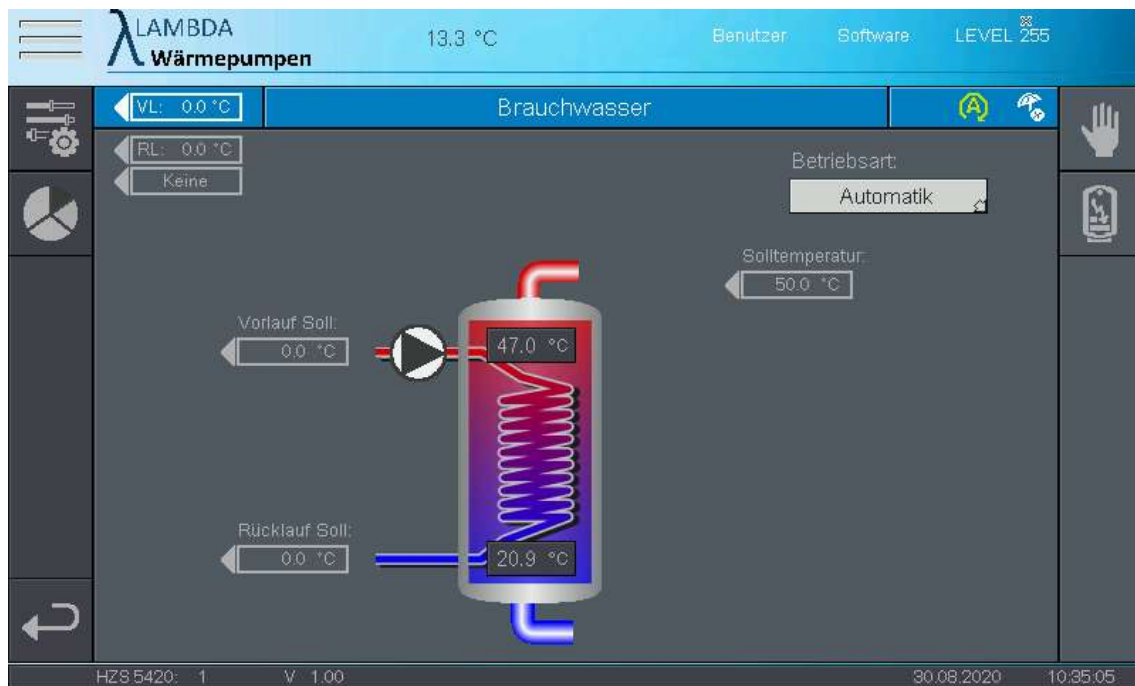 λ LAMBDA
Wärmepumpen
13.3 °C
Benutzer
Software
LEVEL 255
VL: 0.0 °C
Brauchwasser
A
RL: 0.0 °C
Keine
Betriebsart:
Automatik
Solltemperatur:
50.0 °C
Vorlauf Soll:
0.0 °C
47.0 °C
Rücklauf Soll:
0.0 °C
20.9 °C
HZS 5420: 1 V 1.00 30.08.2020 10:35:05